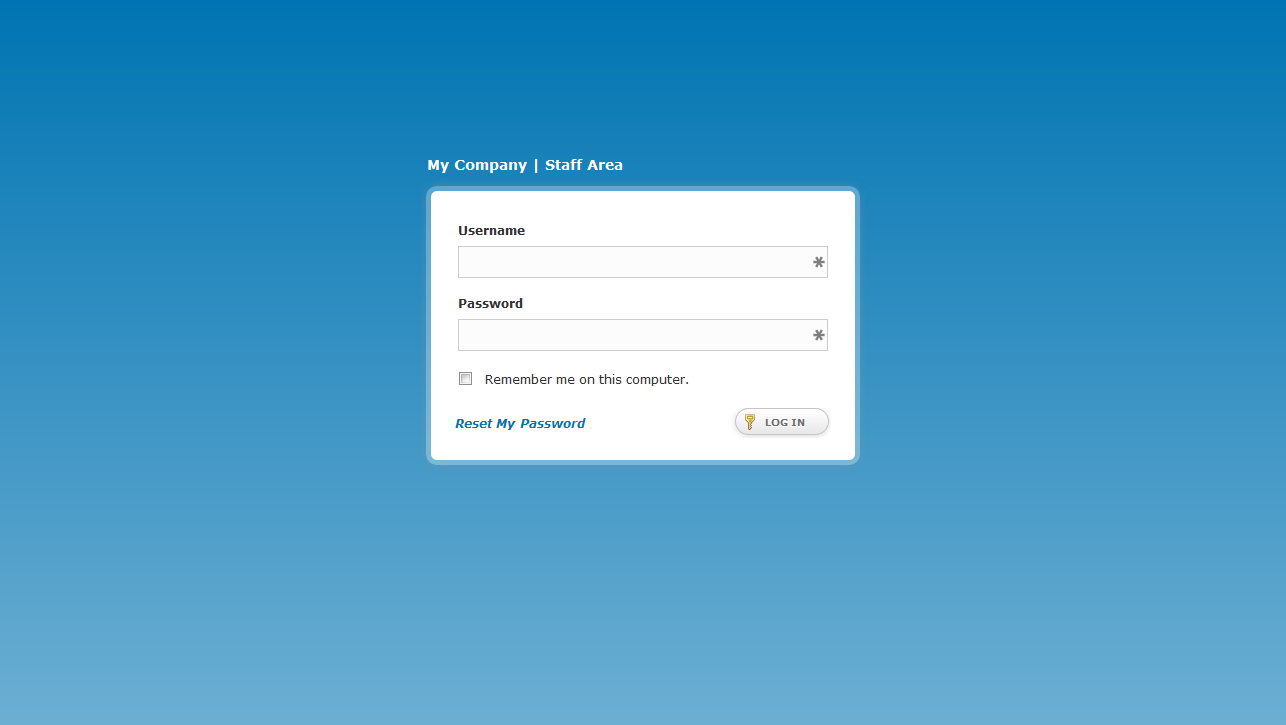 My Company | Staff Area
Username
Password
Remember me on this computer.
Reset My Password
LOG IN